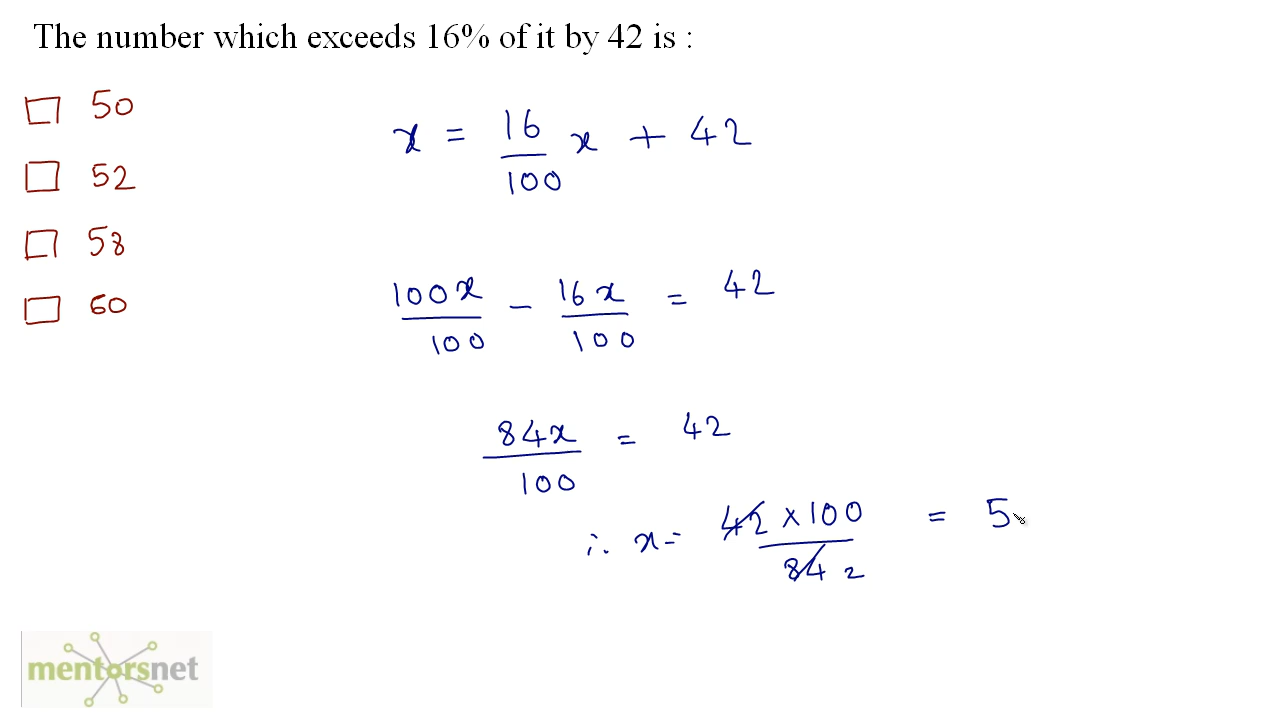 The number which exceeds 16% of it by 42 is :
50
52
58
60
x = 16/100 x + 42
100x/100 - 16x/100 = 42
84x/100 = 42
∴ x = 42 × 100/84 2 = 5
mentorsnet